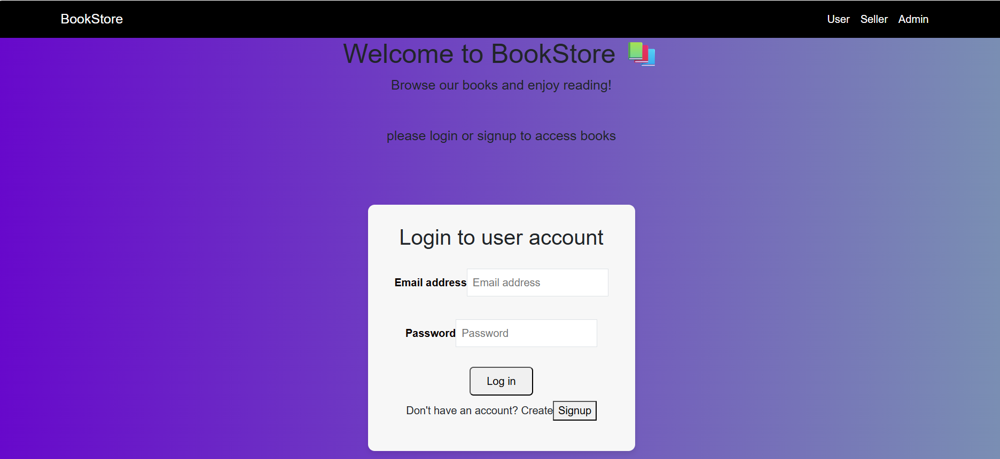 BookStore User Seller Admin
Welcome to BookStore
Browse our books and enjoy reading!
please login or signup to access books
Login to user account
Email address Email address
Password Password
Log in
Don't have an account? Create Signup